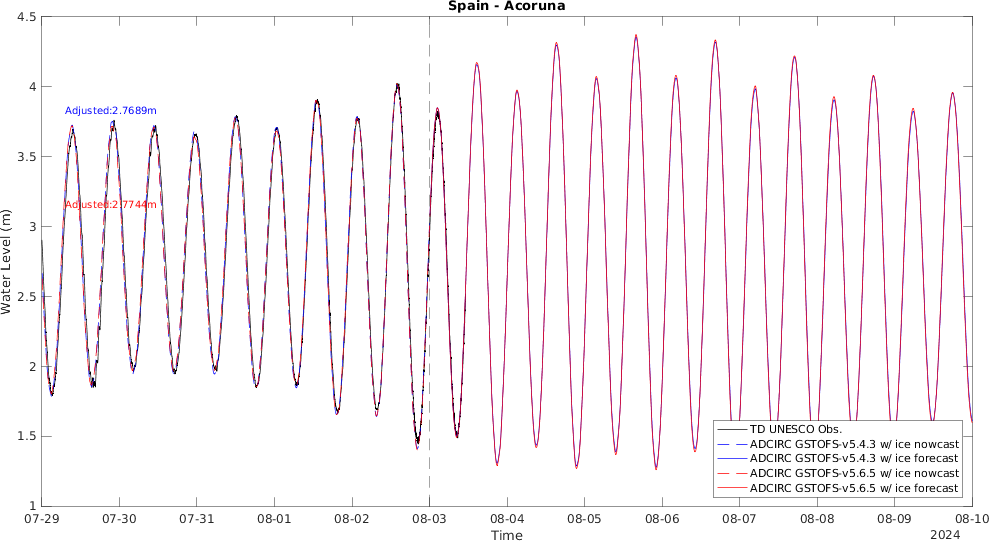 Spain - Acoruna
4.5
4
3.5
3
2.5
2
1.5
1
Water Level (m)
Adjusted:2.7689m
Adjusted:2.7744m
TD UNESCO Obs.
ADCIRC GSTOFS-v5.4.3 w/ ice nowcast
ADCIRC GSTOFS-v5.4.3 w/ ice forecast
ADCIRC GSTOFS-v5.6.5 w/ ice nowcast
ADCIRC GSTOFS-v5.6.5 w/ ice forecast
07-29 07-30 07-31 08-01 08-02 08-03 08-04 08-05 08-06 08-07 08-08 08-09 08-10
Time
2024